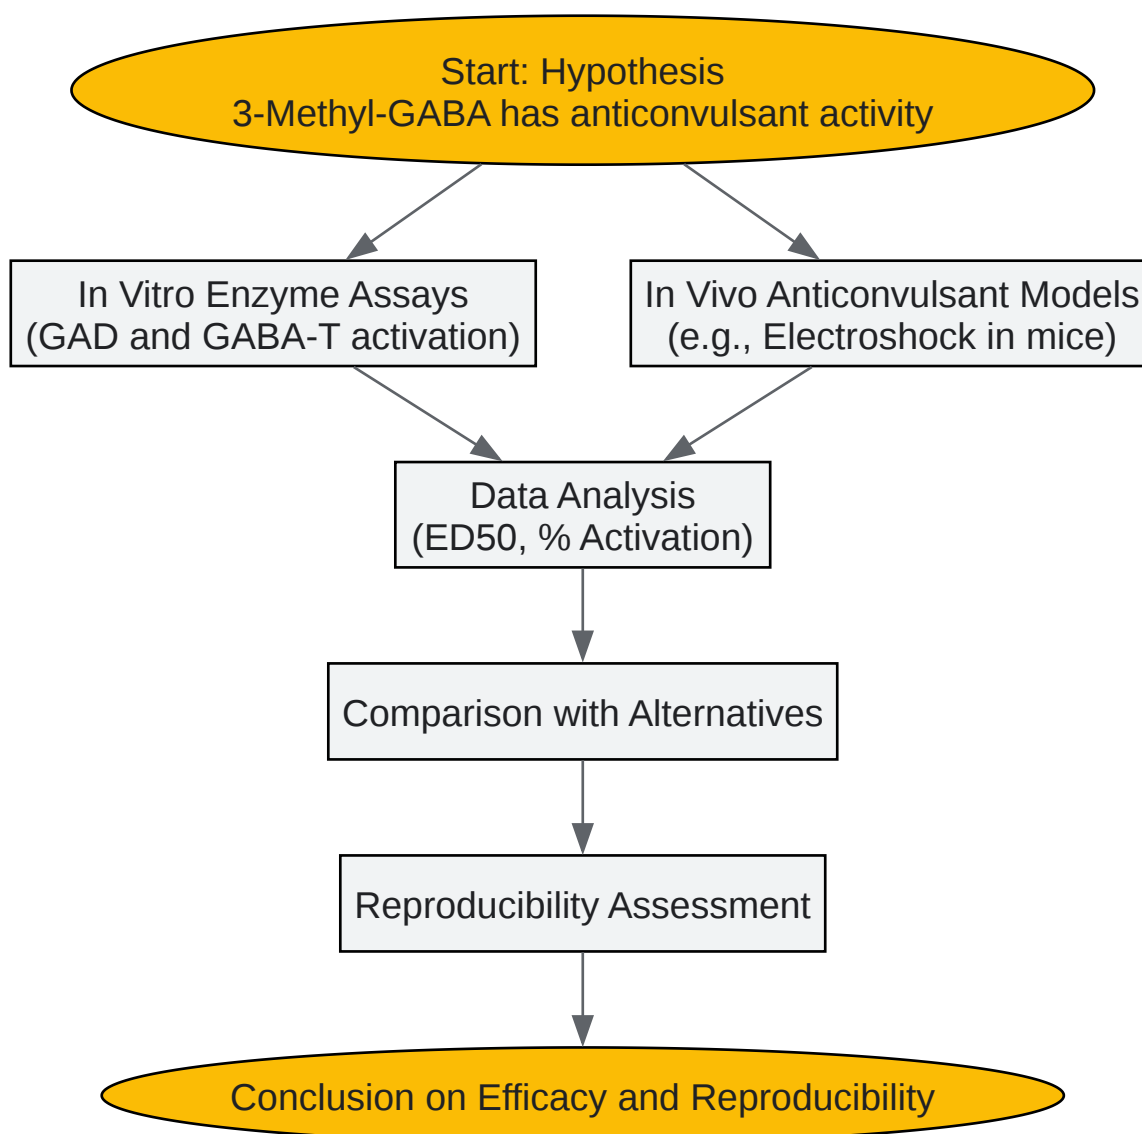 Start: Hypothesis
3-Methyl-GABA has anticonvulsant activity
In Vitro Enzyme Assays
(GAD and GABA-T activation)
In Vivo Anticonvulsant Models
(e.g., Electroshock in mice)
Data Analysis
(ED50, % Activation)
Comparison with Alternatives
Reproducibility Assessment
Conclusion on Efficacy and Reproducibility